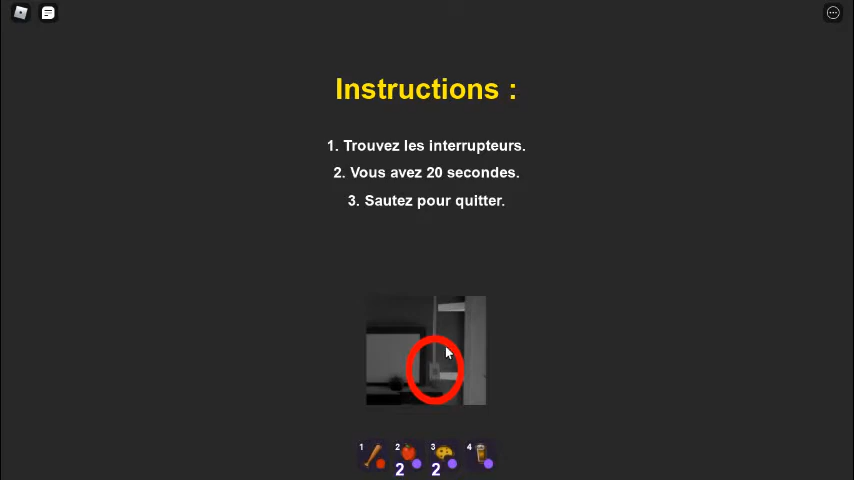 Instructions :
1. Trouvez les interrupteurs.
2. Vous avez 20 secondes.
3. Sautez pour quitter.
1 2 3 4
2 2